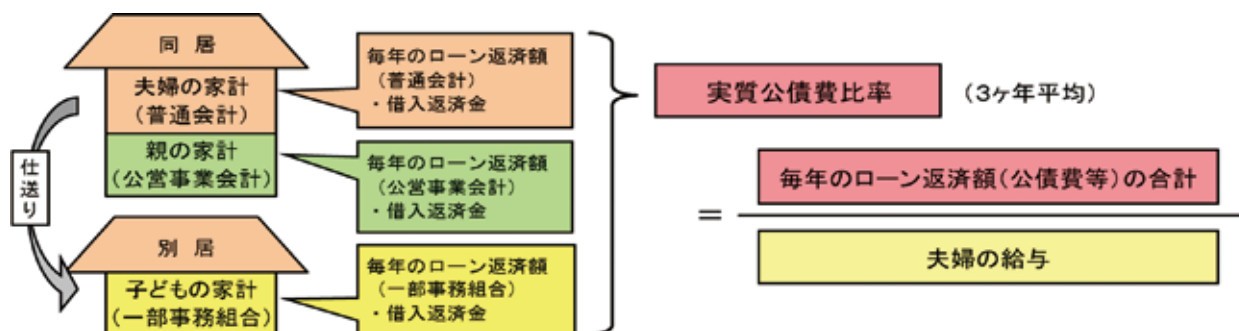 同 居
夫婦の家計
(普通会計)
親の家計
(公営事業会計)
仕送り
別 居
子どもの家計
(一部事務組合)
毎年のローン返済額
(普通会計)
・借入返済金
毎年のローン返済額
(公営事業会計)
・借入返済金
毎年のローン返済額
(一部事務組合)
・借入返済金
実質公債費比率 (3ヶ年平均)
毎年のローン返済額(公債費等)の合計
=
夫婦の給与